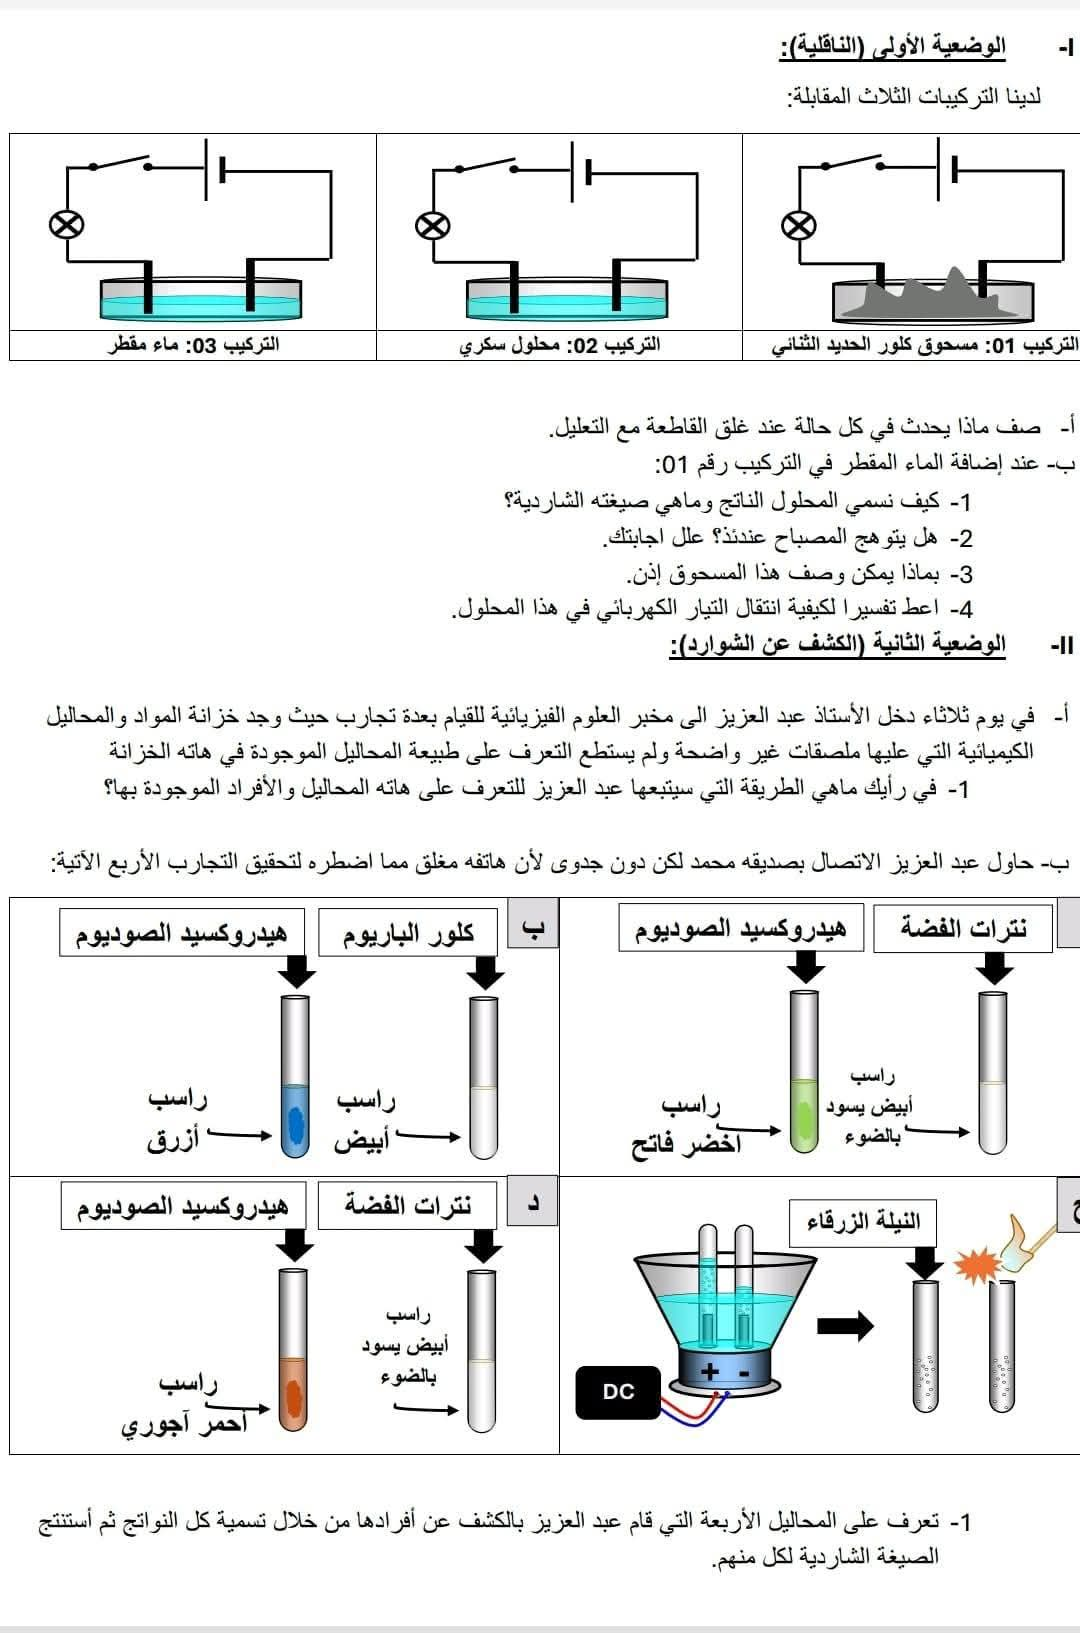 I- الوضعية الأولى (الناقلية):
لدينا التركيبات الثلاث المقابلة:
التركيب 01: مسحوق كلور الحديد الثنائي
التركيب 02: محلول سكري
التركيب 03: ماء مقطر
أ- صف ماذا يحدث في كل حالة عند غلق القاطعة مع التعليل.
ب- عند إضافة الماء المقطر في التركيب رقم 01:
1- كيف نسمي المحلول الناتج وماهي صيغته الشاردية؟
2- هل يتوهج المصباح عندئذ؟ علل اجابتك.
3- بماذا يمكن وصف هذا المسحوق إذن.
4- اعط تفسيرا لكيفية انتقال التيار الكهربائي في هذا المحلول.
II- الوضعية الثانية (الكشف عن الشوارد):
أ- في يوم ثلاثاء دخل الأستاذ عبد العزيز الى مخبر العلوم الفيزيائية للقيام بعدة تجارب حيث وجد خزانة المواد والمحاليل
الكيميائية التي عليها ملصقات غير واضحة ولم يستطع التعرف على طبيعة المحاليل الموجودة في هاته الخزانة
1- في رأيك ماهي الطريقة التي سيتبعها عبد العزيز للتعرف على هاته المحاليل والأفراد الموجودة بها؟
ب- حاول عبد العزيز الاتصال بصديقه محمد لكن دون جدوى لأن هاتفه مغلق مما اضطره لتحقيق التجارب الأربع الآتية:
نترات الفضة
هيدروكسيد الصوديوم
راسب
أبيض يسود
بالضوء
راسب
اخضر فاتح
ب
كلور الباريوم
هيدروكسيد الصوديوم
راسب
أبيض
راسب
أزرق
ج
النيلة الزرقاء
+ -
DC
د
نترات الفضة
هيدروكسيد الصوديوم
راسب
أبيض يسود
بالضوء
راسب
أحمر آجوري
1- تعرف على المحاليل الأربعة التي قام عبد العزيز بالكشف عن أفرادها من خلال تسمية كل النواتج ثم أستنتج
الصيغة الشاردية لكل منهم.